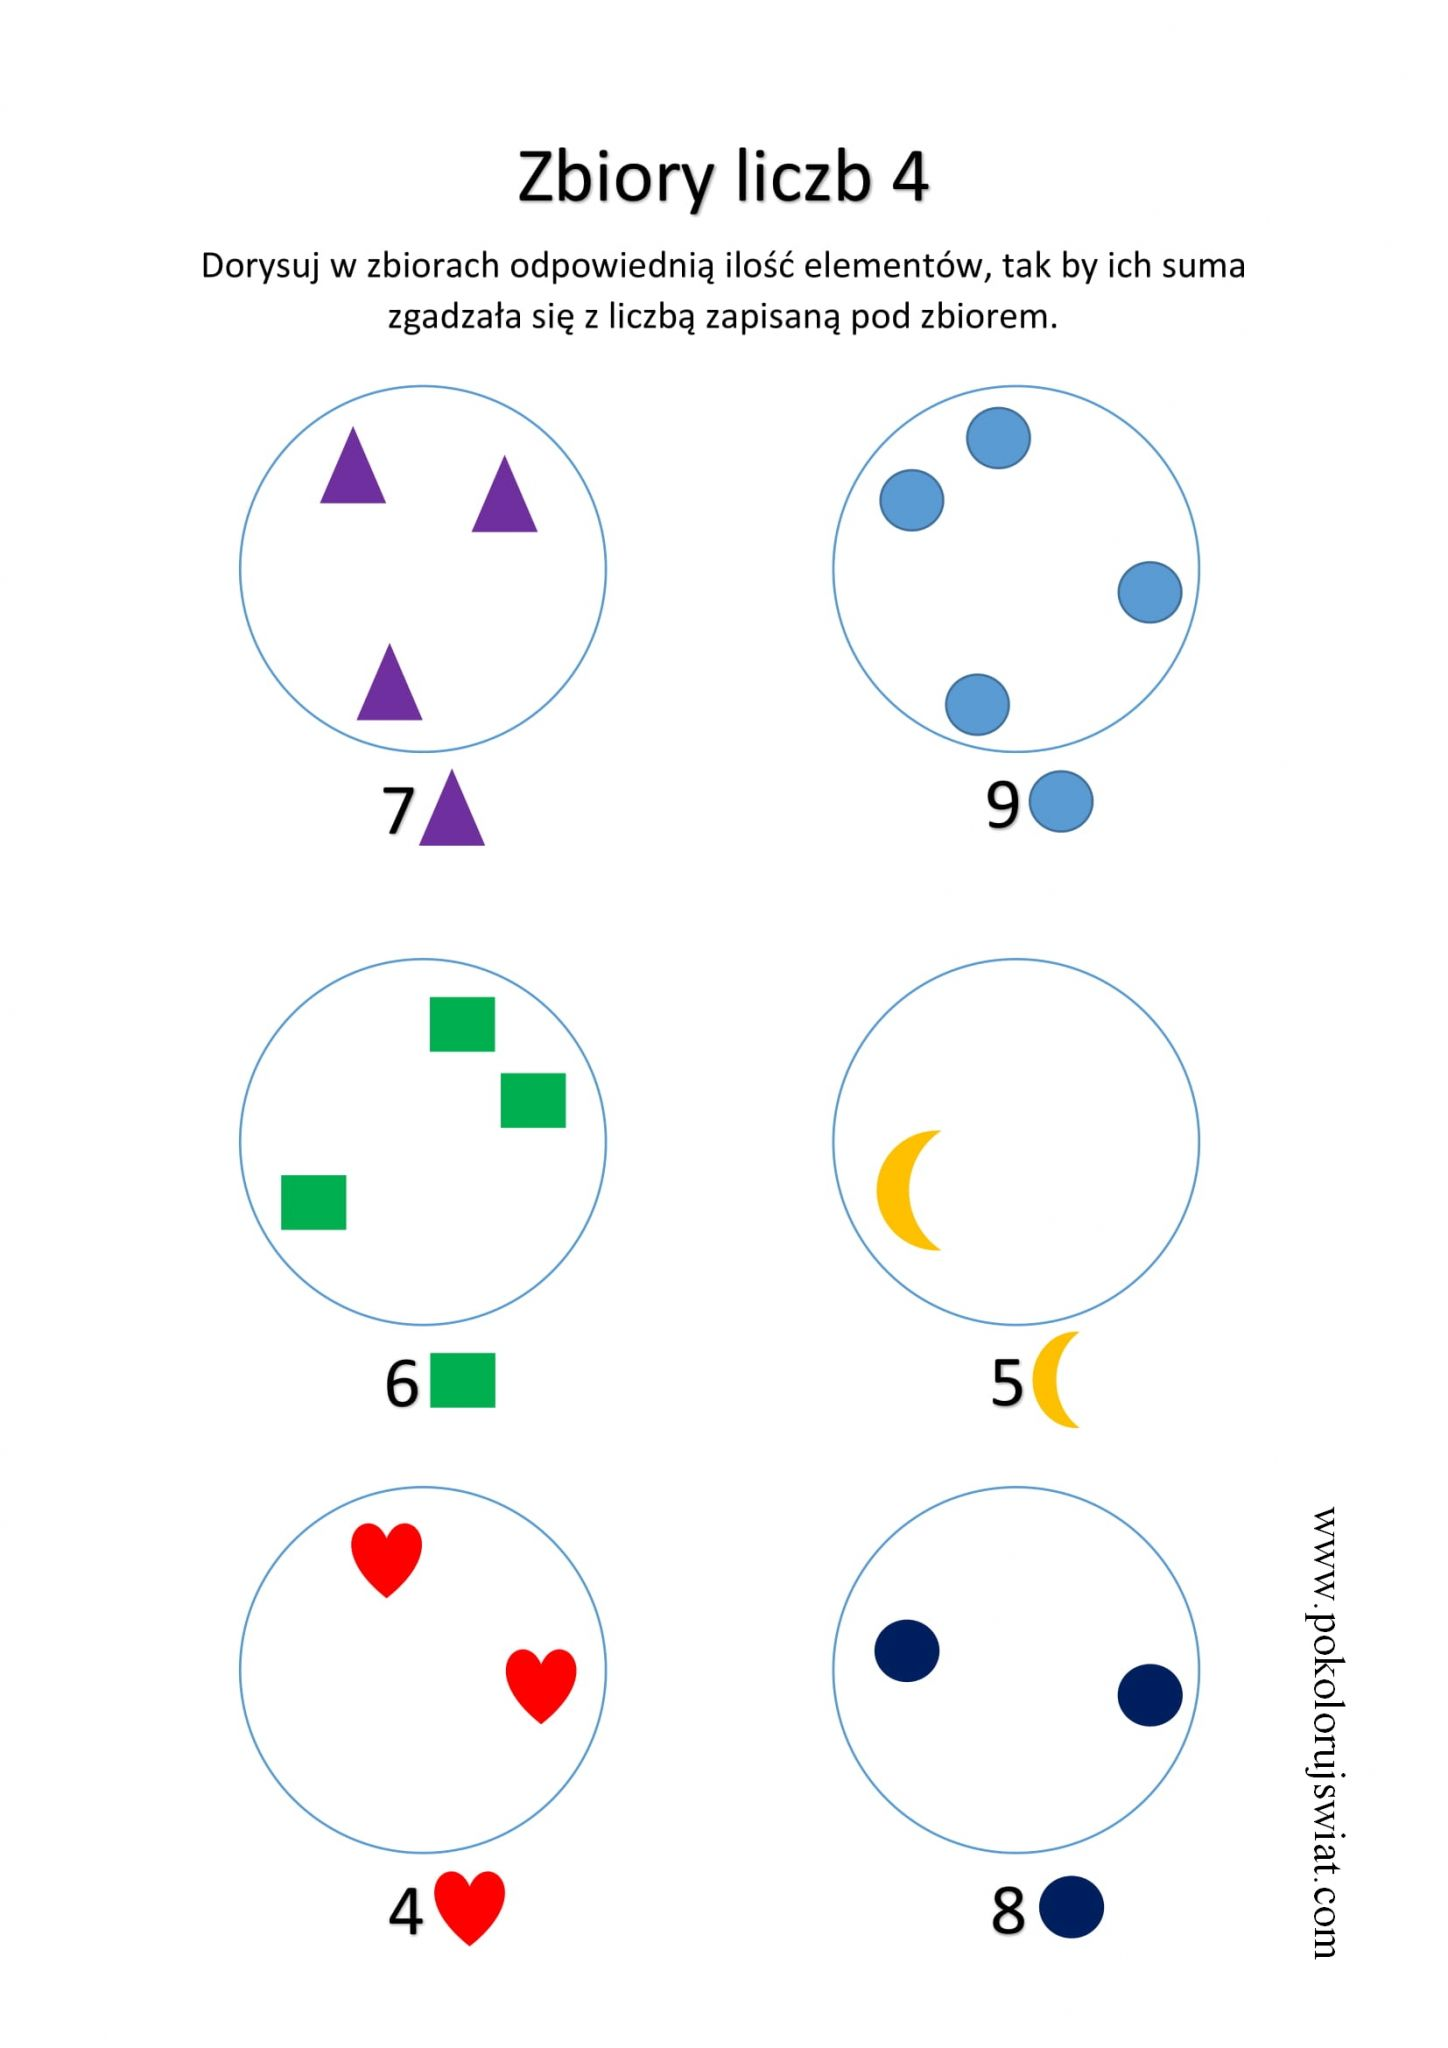 Zbiory liczb 4
Dorysuj w zbiorach odpowiednią ilość elementów, tak by ich suma
zgadzała się z liczbą zapisaną pod zbiorem.
7
9
6
5
4
8
www.pokolorujswiat.com